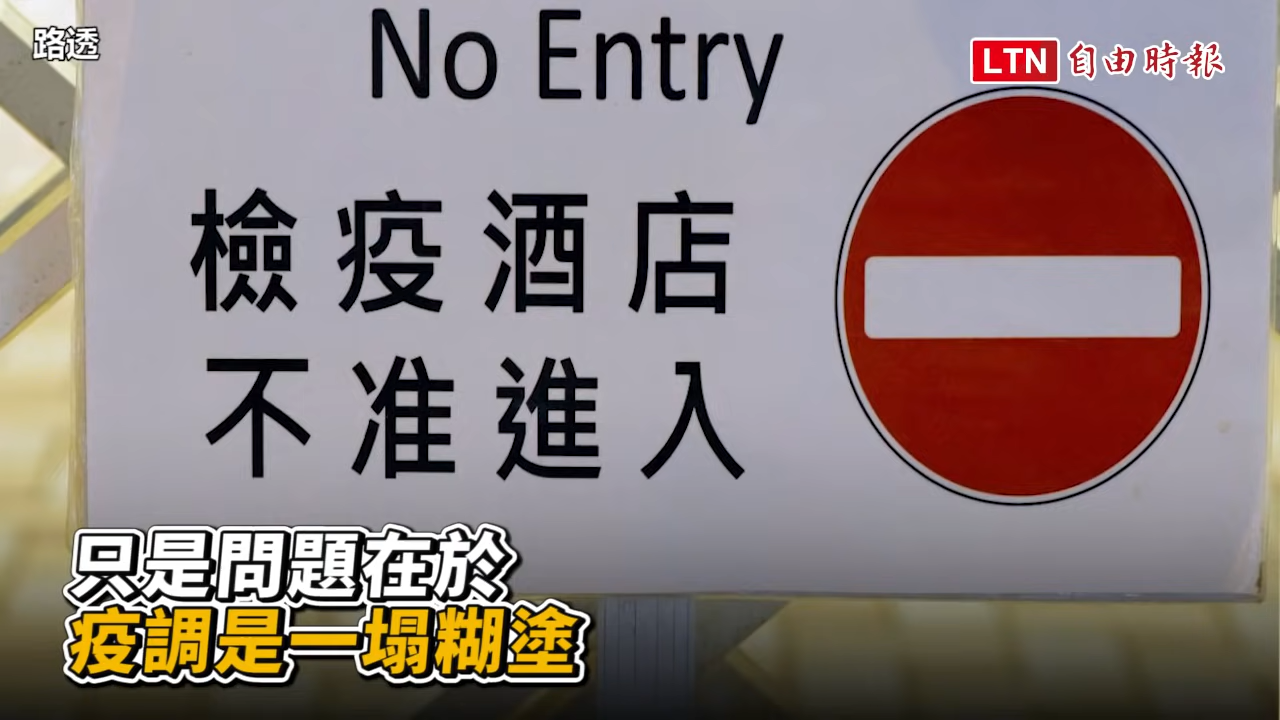 路透
LTN 自由時報
No Entry
檢疫酒店
不准進入
只是問題在於
疫調是一塌糊塗